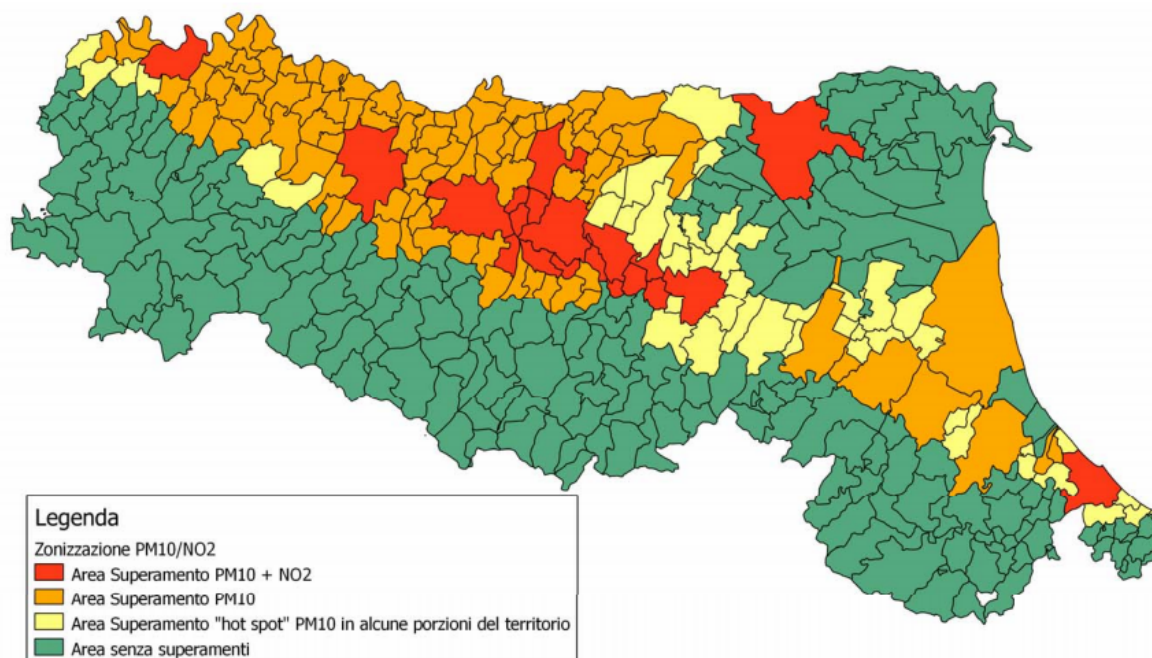 Legenda
Zonizzazione PM10/NO2
Area Superamento PM10 + NO2
Area Superamento PM10
Area Superamento "hot spot" PM10 in alcune porzioni del territorio
Area senza superamenti